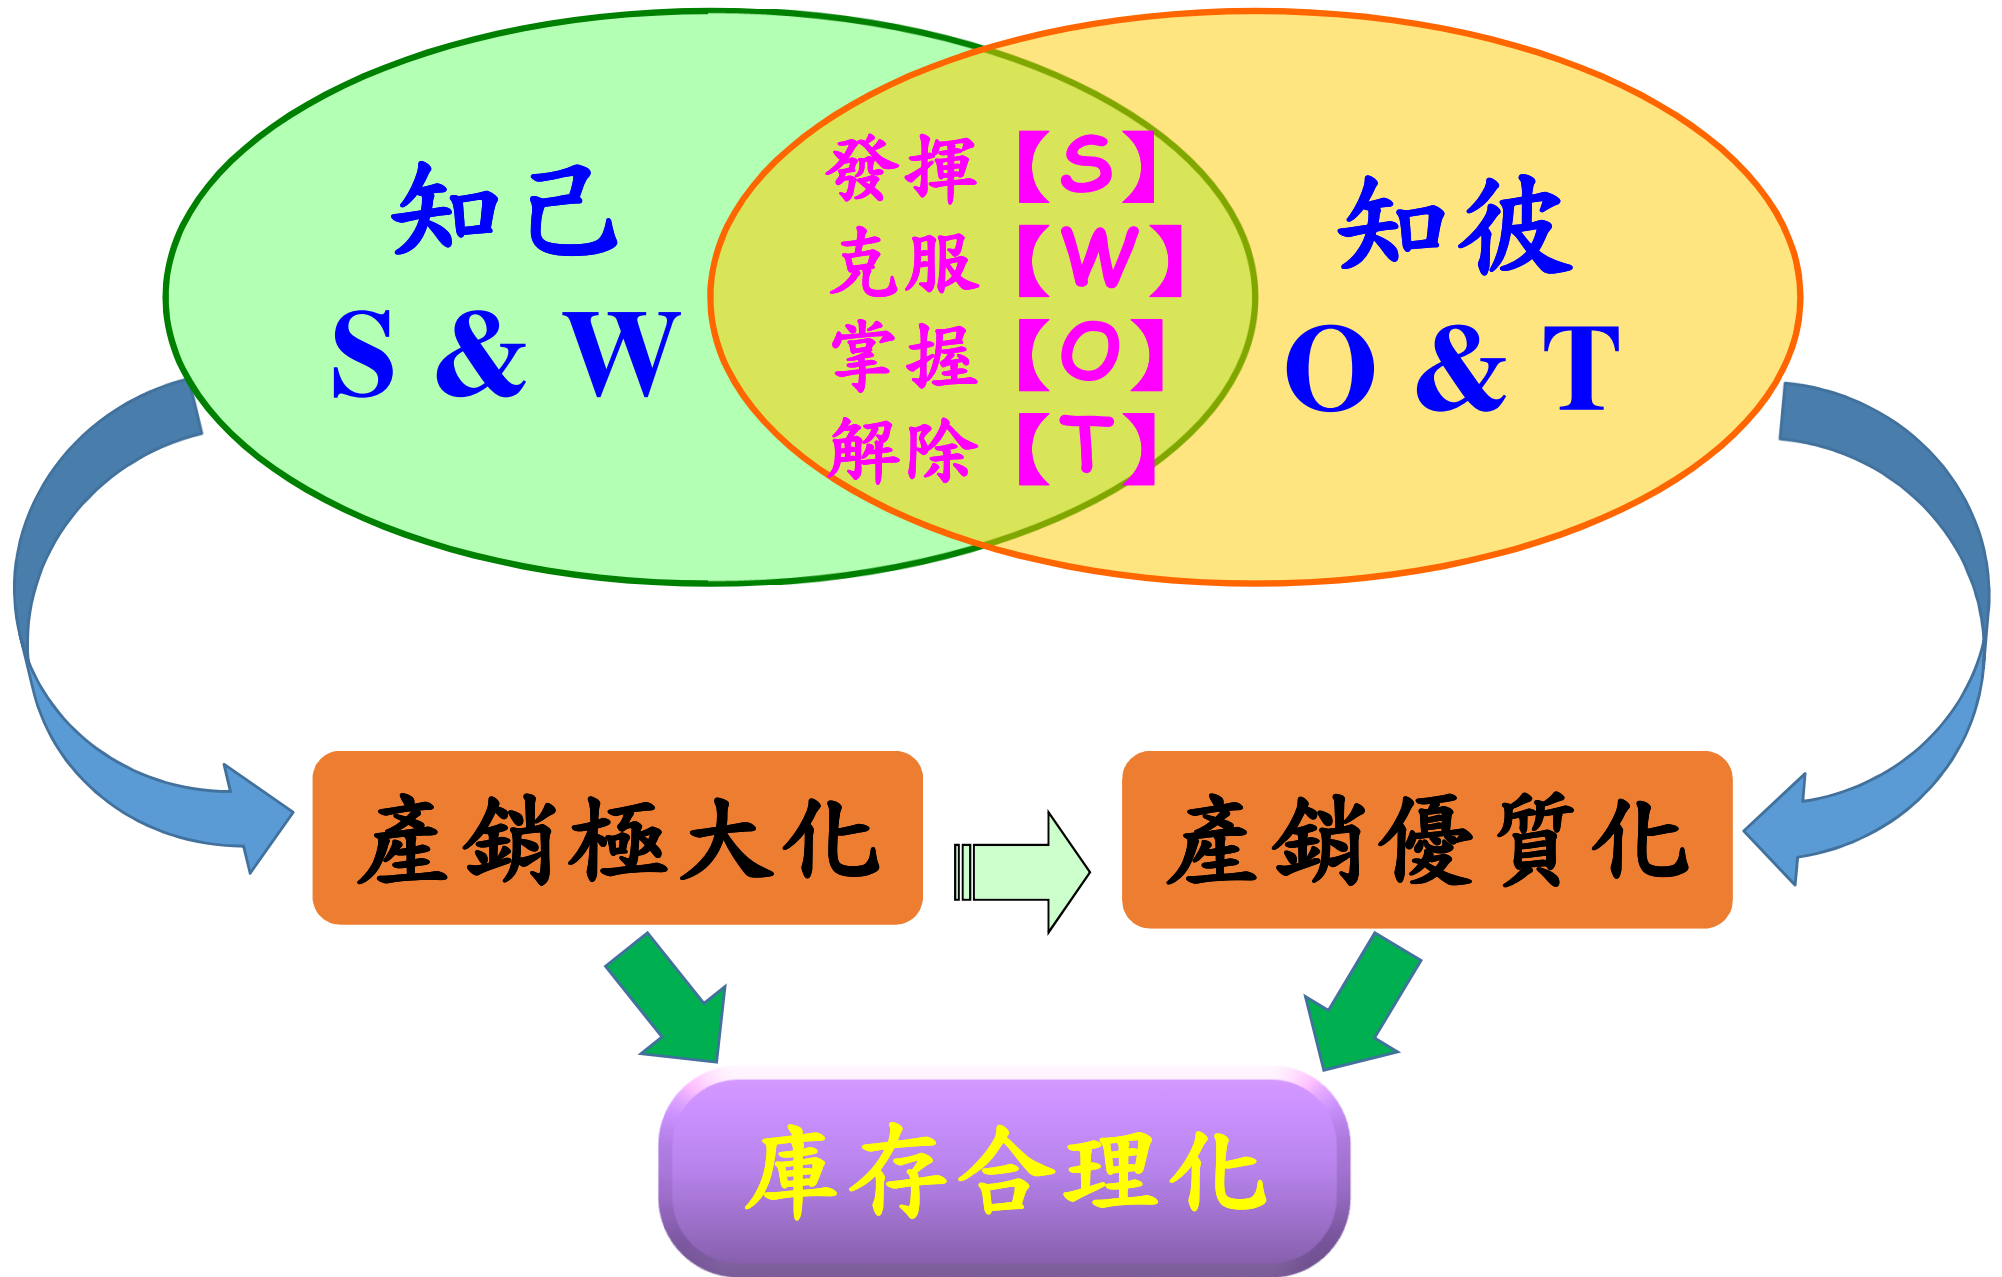 知己
S & W
發揮【S】
克服【W】
掌握【O】
解除【T】
知彼
O & T
產銷極大化
產銷優質化
庫存合理化